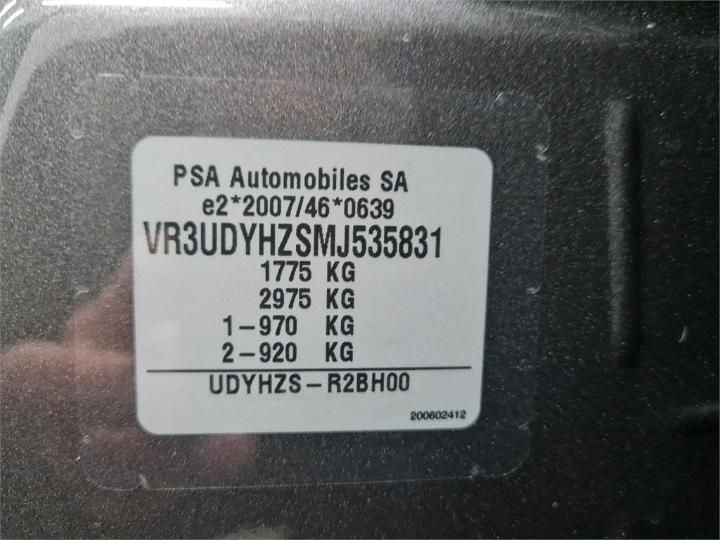 PSA Automobiles SA
e2*2007/46*0639
VR3UDYHZSMJ535831
1775 KG
2975 KG
1-970 KG
2-920 KG
UDYHZS-R2BH00
200602412